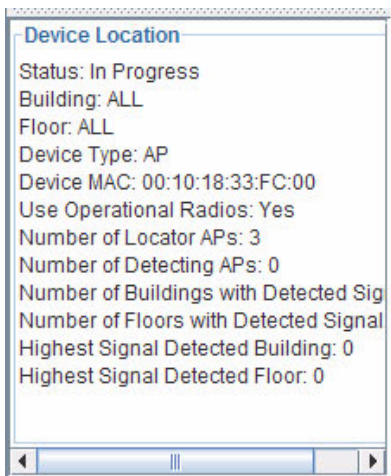 Device Location
Status: In Progress
Building: ALL
Floor: ALL
Device Type: AP
Device MAC: 00:10:18:33:FC:00
Use Operational Radios: Yes
Number of Locator APs: 3
Number of Detecting APs: 0
Number of Buildings with Detected Sig
Number of Floors with Detected Signal
Highest Signal Detected Building: 0
Highest Signal Detected Floor: 0